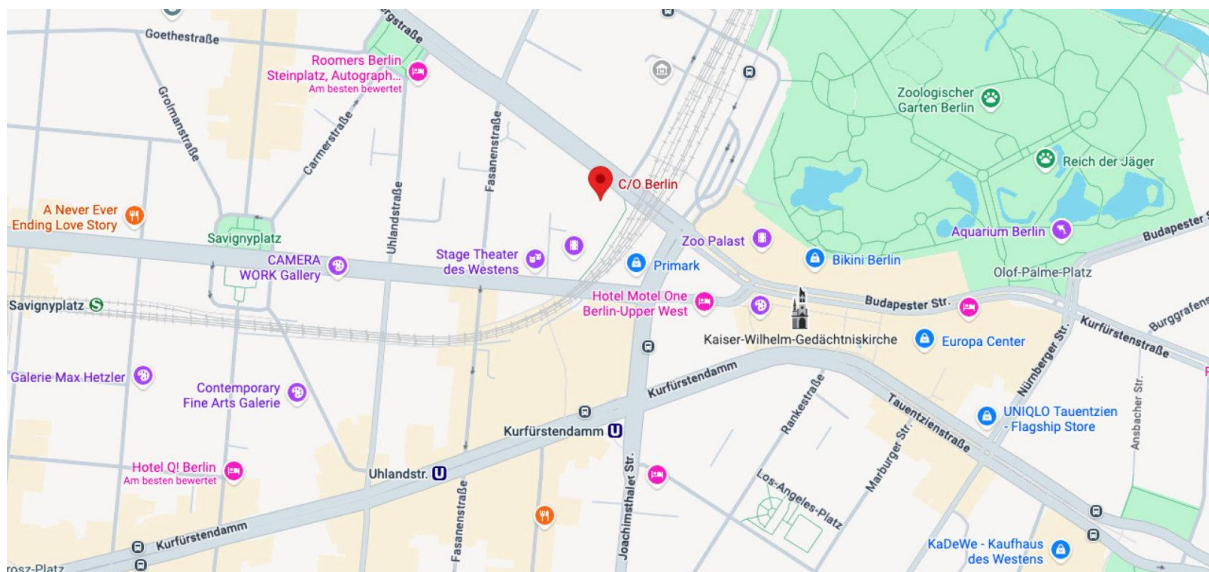 Goethestraße
rgstraße
Roomers Berlin
Steinplatz, Autograph...
Am besten bewertet
Grolmanstraße
Carmerstraße
Uhlandstraße
Fasanenstraße
Zoologischer
Garten Berlin
Reich der Jäger
C/O Berlin
A Never Ever
Ending Love Story
Savignyplatz
CAMERA
WORK Gallery
Stage Theater
des Westens
Primark
Zoo Palast
Bikini Berlin
Aquarium Berlin
Budapester Str.
Olof-Palme-Platz
Savignyplatz
S
Hotel Motel One
Berlin-Upper West
Budapester Str.
Kaiser-Wilhelm-Gedächtniskirche
Europa Center
Kurfürstenstraße
Burggrafens
Nürnberger Str.
Galerie Max Hetzler
Contemporary
Fine Arts Galerie
Kurfürstendamm
Rankestraße
Tauentzienstraße
UNIQLO Tauentzien
- Flagship Store
Ansbacher Str.
Kurfürstendamm
U
Marburger Str.
Hotel Q! Berlin
Am besten bewertet
Uhlandstr.
U
Fasanenstraße
Joachimsthaler Str.
Los-Angeles-Platz
Kurfürstendamm
KaDeWe - Kaufhaus
des Westens
rosz-Platz